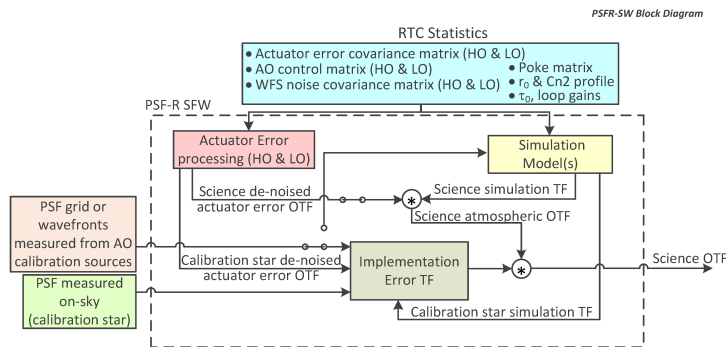 PSFR-SW Block Diagram
RTC Statistics
• Actuator error covariance matrix (HO & LO)
• AO control matrix (HO & LO)
• WFS noise covariance matrix (HO & LO)
• Poke matrix
• r₀ & Cn2 profile
• τ₀, loop gains
PSF-R SFW
Actuator Error
processing (HO & LO)
Simulation
Model(s)
Science de-noised
actuator error OTF
*
Science simulation TF
Science atmospheric OTF
PSF grid or
wavefronts
measured from AO
calibration sources
Calibration star de-noised
actuator error OTF
Implementation
Error TF
*
Science OTF
PSF measured
on-sky
(calibration star)
Calibration star simulation TF